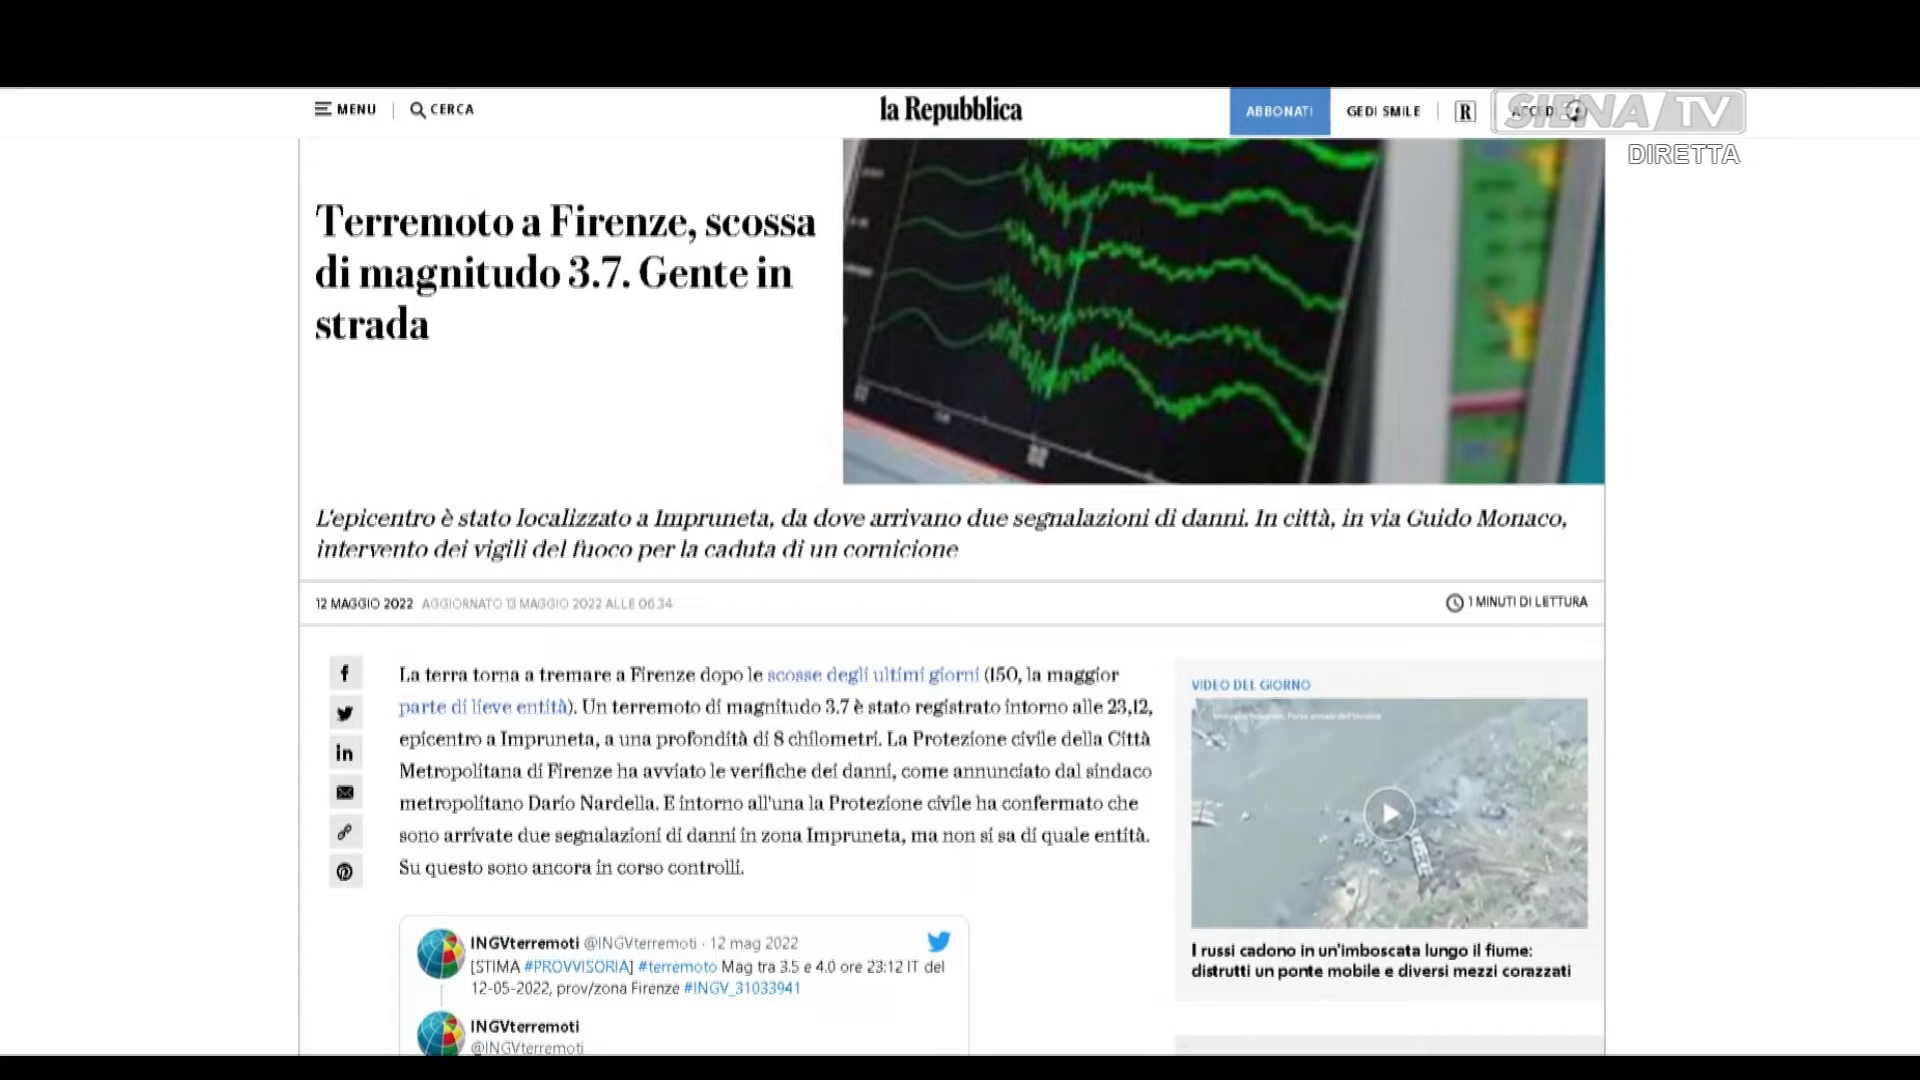 MENU
CERCA
la Repubblica
ABBONATI
GEDI SMILE
R
SIENA TV
DIRETTA
Terremoto a Firenze, scossa
di magnitudo 3.7. Gente in
strada
L'epicentro è stato localizzato a Impruneta, da dove arrivano due segnalazioni di danni. In città, in via Guido Monaco,
intervento dei vigili del fuoco per la caduta di un cornicione
12 MAGGIO 2022 AGGIORNATO 13 MAGGIO 2022 ALLE 06:34
1 MINUTI DI LETTURA
La terra torna a tremare a Firenze dopo le scosse degli ultimi giorni (150, la maggior
parte di lieve entità). Un terremoto di magnitudo 3.7 è stato registrato intorno alle 23,12,
epicentro a Impruneta, a una profondità di 8 chilometri. La Protezione civile della Città
Metropolitana di Firenze ha avviato le verifiche dei danni, come annunciato dal sindaco
metropolitano Dario Nardella. E intorno all'una la Protezione civile ha confermato che
sono arrivate due segnalazioni di danni in zona Impruneta, ma non si sa di quale entità.
Su questo sono ancora in corso controlli.
VIDEO DEL GIORNO
I russi cadono in un'imboscata lungo il fiume:
distrutti un ponte mobile e diversi mezzi corazzati
INGVterremoti @INGVterremoti · 12 mag 2022
[STIMA #PROVVISORIA] #terremoto Mag tra 3.5 e 4.0 ore 23:12 IT del
12-05-2022, prov/zona Firenze #INGV_31033941
INGVterremoti
@INGVterremoti